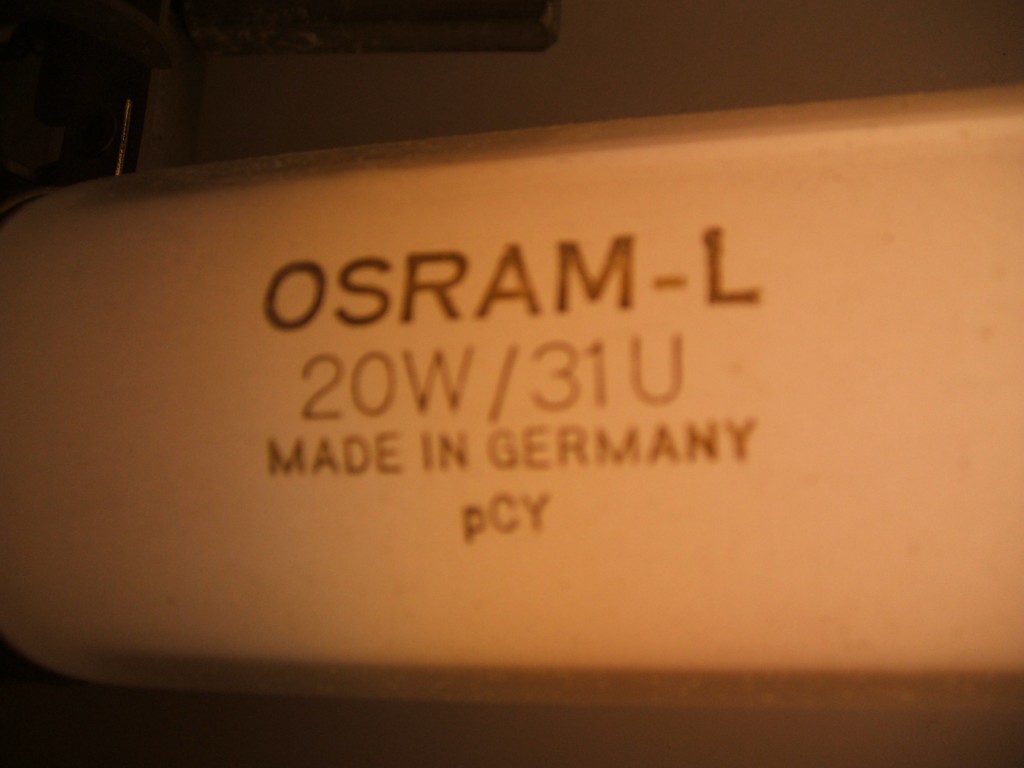 OSRAM-L
20W/31U
MADE IN GERMANY
pCY